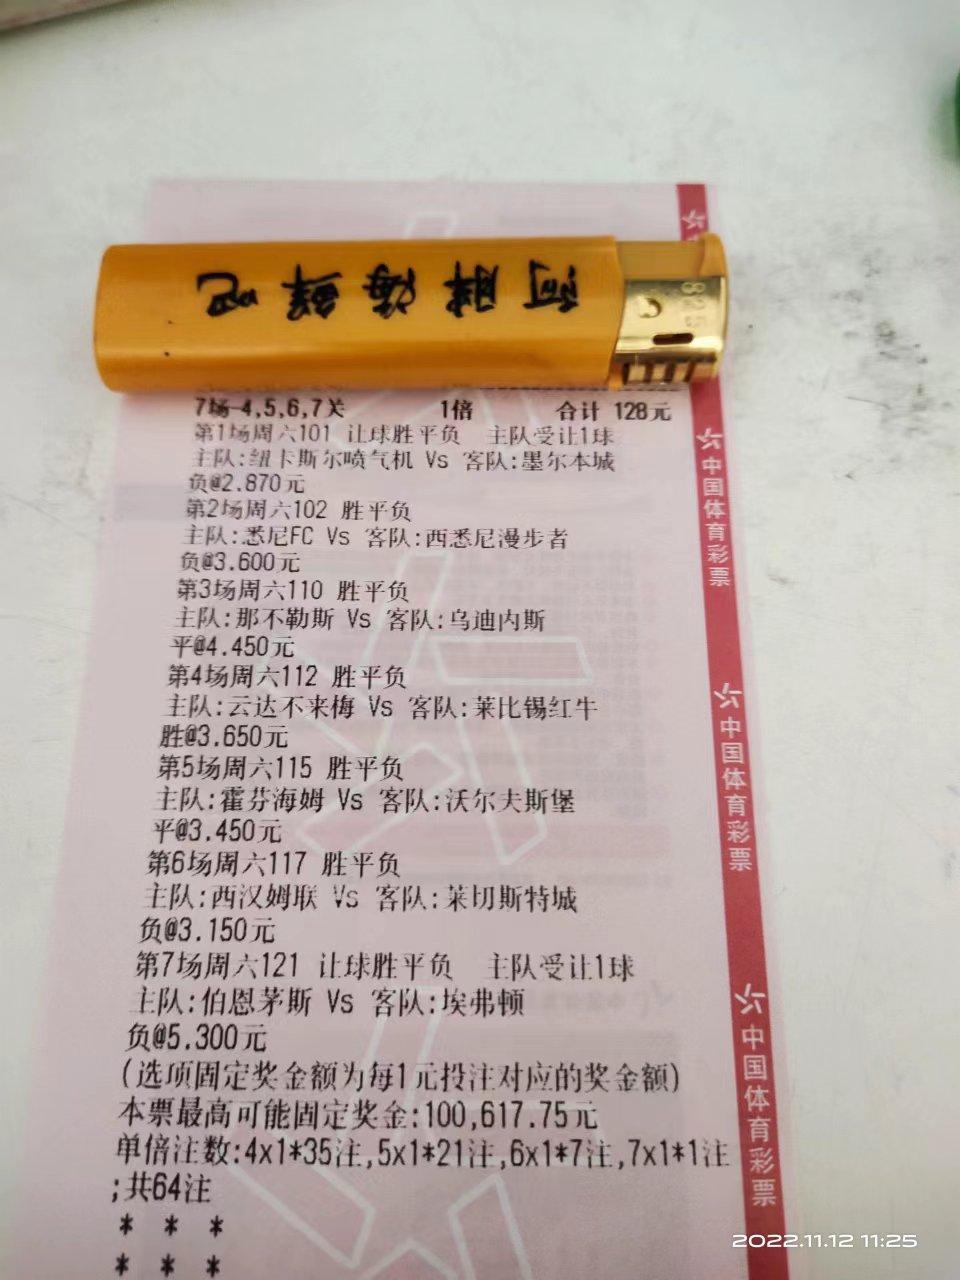 阿胖海鲜吧
7场-4,5,6,7关 1倍 合计 128元
第1场周六101 让球胜平负 主队受让1球
主队:纽卡斯尔喷气机 Vs 客队:墨尔本城
负@2.870元
第2场周六102 胜平负
主队:悉尼FC Vs 客队:西悉尼漫步者
负@3.600元
第3场周六110 胜平负
主队:那不勒斯 Vs 客队:乌迪内斯
平@4.450元
第4场周六112 胜平负
主队:云达不来梅 Vs 客队:莱比锡红牛
胜@3.650元
第5场周六115 胜平负
主队:霍芬海姆 Vs 客队:沃尔夫斯堡
平@3.450元
第6场周六117 胜平负
主队:西汉姆联 Vs 客队:莱切斯特城
负@3.150元
第7场周六121 让球胜平负 主队受让1球
主队:伯恩茅斯 Vs 客队:埃弗顿
负@5.300元
(选项固定奖金额为每1元投注对应的奖金额)
本票最高可能固定奖金:100,617.75元
单倍注数:4x1*35注,5x1*21注,6x1*7注,7x1*1注
;共64注
* * *
* * *
中国体育彩票
中国体育彩票
中国体育彩票
2022.11.12 11:25